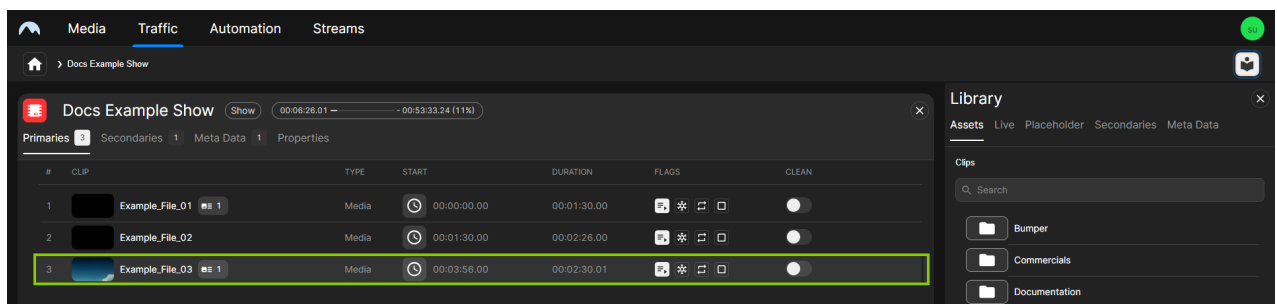 Media Traffic Automation Streams
su
> Docs Example Show
Docs Example Show Show 00:06:26.01 - 00:53:33.24 (11%)
Primaries 3 Secondaries 1 Meta Data 1 Properties
# CLIP TYPE START DURATION FLAGS CLEAN
1 Example_File_01 1 Media 00:00:00.00 00:01:30.00
2 Example_File_02 Media 00:01:30.00 00:02:26.00
3 Example_File_03 1 Media 00:03:56.00 00:02:30.01
Library
Assets Live Placeholder Secondaries Meta Data
Clips
Search
Bumper
Commercials
Documentation